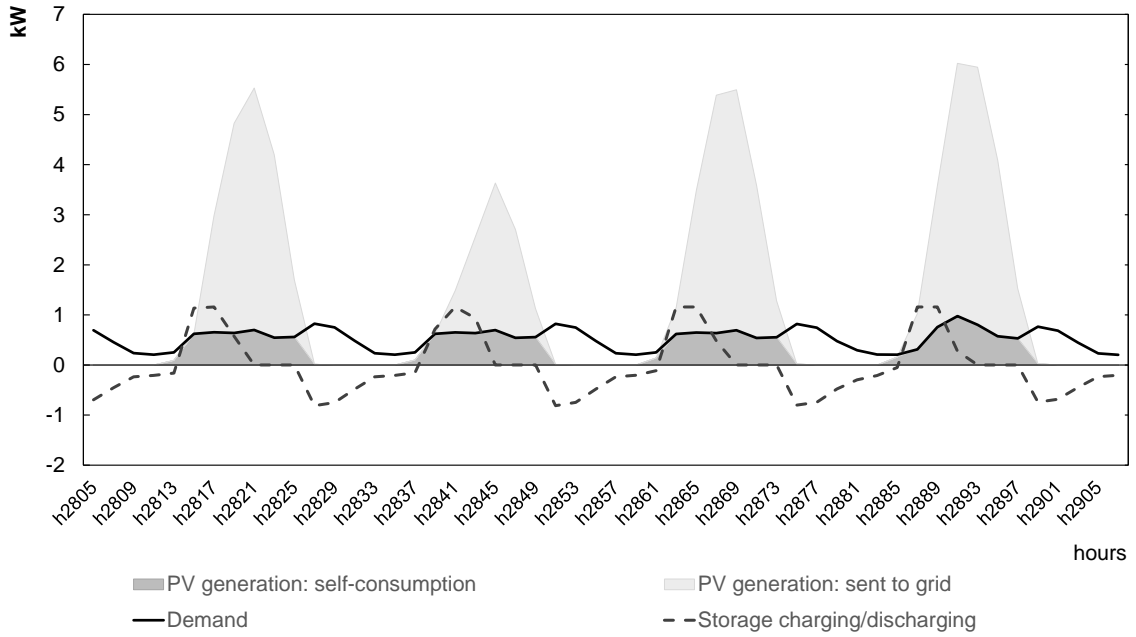 kW
7
6
5
4
3
2
1
0
-1
-2
h2805 h2809 h2813 h2817 h2821 h2825 h2829 h2833 h2837 h2841 h2845 h2849 h2853 h2857 h2861 h2865 h2869 h2873 h2877 h2881 h2885 h2889 h2893 h2897 h2901 h2905
hours
PV generation: self-consumption PV generation: sent to grid
Demand Storage charging/discharging